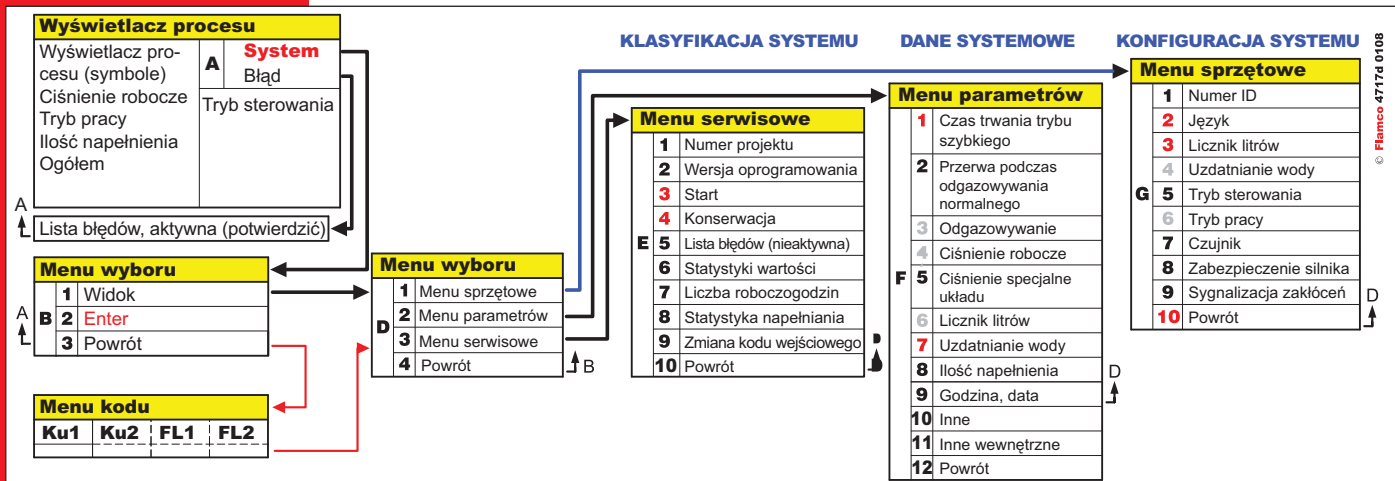 Wyświetlacz procesu
Wyświetlacz pro-
cesu (symbole)
Ciśnienie robocze
Tryb pracy
Ilość napełnienia
Ogółem
A
System
Błąd
Tryb sterowania
A
Lista błędów, aktywna (potwierdzić)
Menu wyboru
A
B
1 Widok
2 Enter
3 Powrót
Menu kodu
Ku1 Ku2 FL1 FL2
Menu wyboru
D
1 Menu sprzętowe
2 Menu parametrów
3 Menu serwisowe
4 Powrót
B
KLASYFIKACJA SYSTEMU
Menu serwisowe
E
1 Numer projektu
2 Wersja oprogramowania
3 Start
4 Konserwacja
5 Lista błędów (nieaktywna)
6 Statystyki wartości
7 Liczba roboczogodzin
8 Statystyka napełniania
9 Zmiana kodu wejściowego
10 Powrót
D
DANE SYSTEMOWE
Menu parametrów
F
1 Czas trwania trybu
szybkiego
2 Przerwa podczas
odgazowywania
normalnego
3 Odgazowywanie
4 Ciśnienie robocze
5 Ciśnienie specjalne
układu
6 Licznik litrów
7 Uzdatnianie wody
8 Ilość napełnienia
9 Godzina, data
10 Inne
11 Inne wewnętrzne
12 Powrót
D
KONFIGURACJA SYSTEMU
Menu sprzętowe
G
1 Numer ID
2 Język
3 Licznik litrów
4 Uzdatnianie wody
5 Tryb sterowania
6 Tryb pracy
7 Czujnik
8 Zabezpieczenie silnika
9 Sygnalizacja zakłóceń
10 Powrót
D
© Flamco 4717d 0108